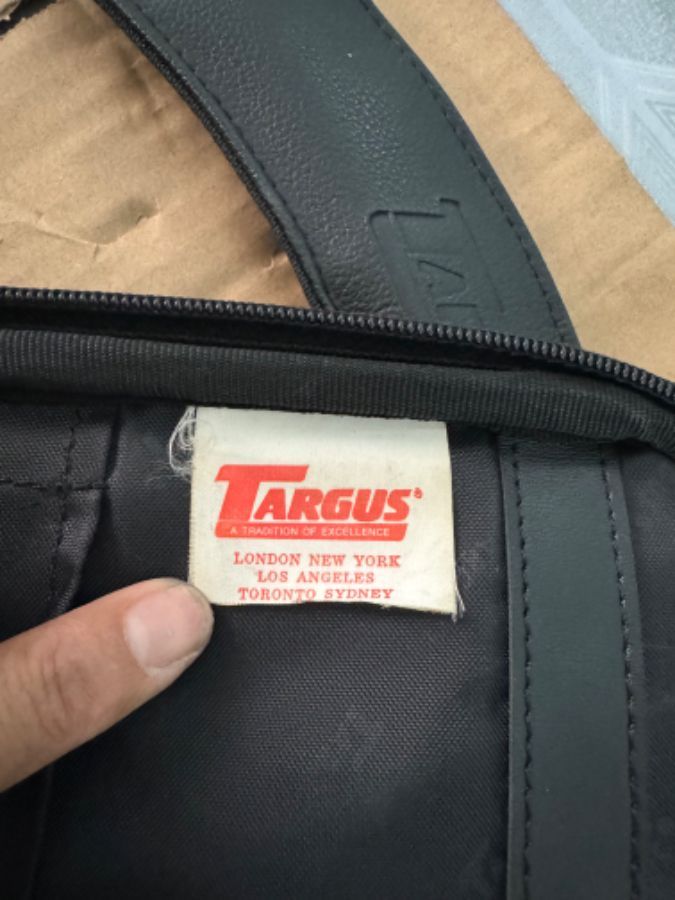 TARGUS®
A TRADITION OF EXCELLENCE
LONDON NEW YORK
LOS ANGELES
TORONTO SYDNEY